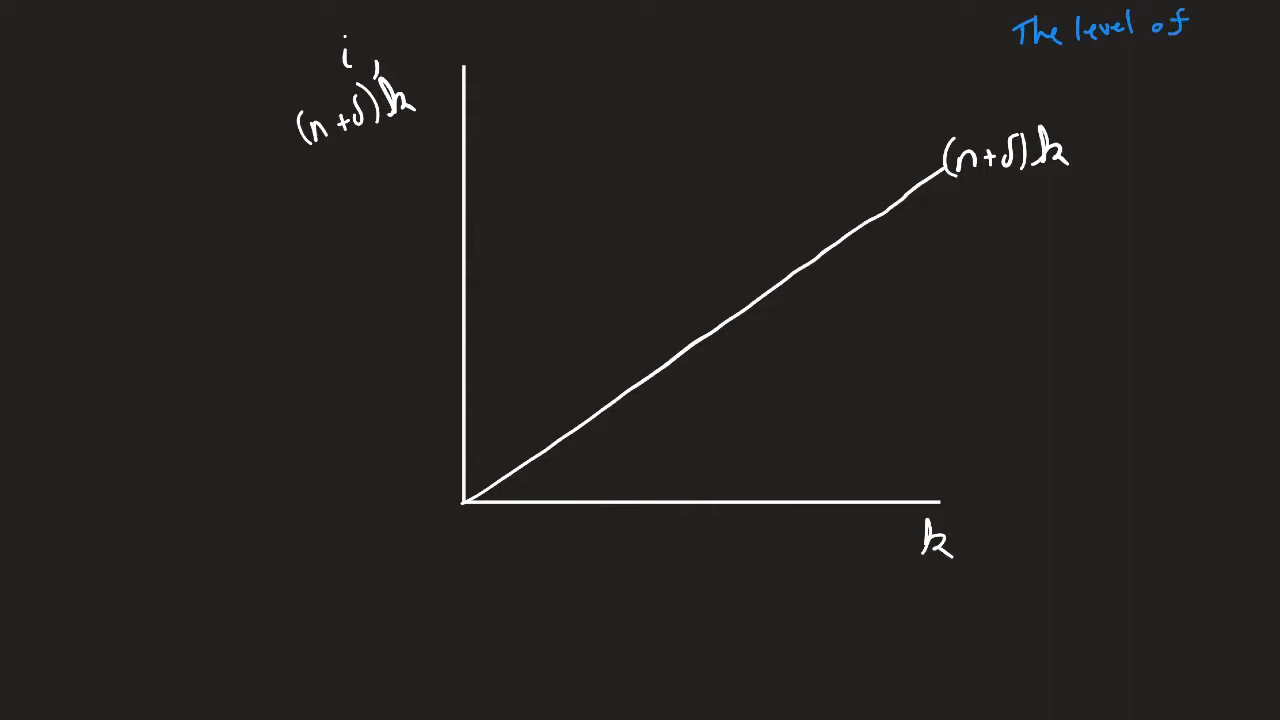 i,
(n+δ)k
The level of
(n+δ)k
k